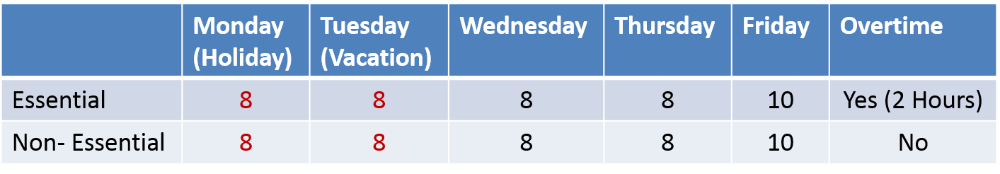 Monday (Holiday) Tuesday (Vacation) Wednesday Thursday Friday Overtime
Essential 8 8 8 8 10 Yes (2 Hours)
Non- Essential 8 8 8 8 10 No